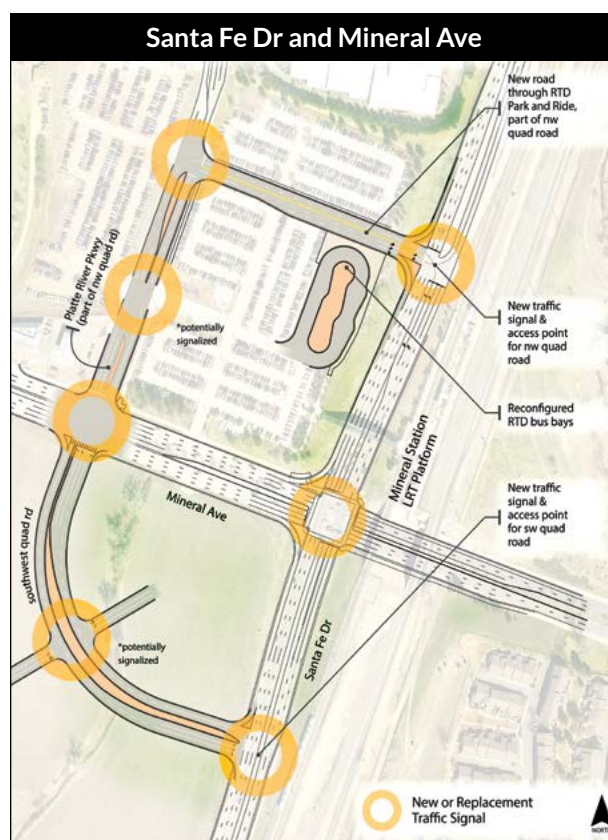 Santa Fe Dr and Mineral Ave
New road
through RTD
Park and Ride,
part of nw
quad road
Platte River Pkwy
(part of nw quad rd)
*potentially
signalized
New traffic
signal &
access point
for nw quad
road
Reconfigured
RTD bus bays
Mineral Station
LRT Platform
Mineral Ave
New traffic
signal &
access point
for sw quad
road
southwest quad rd
*potentially
signalized
Santa Fe Dr
New or Replacement
Traffic Signal
NORTH